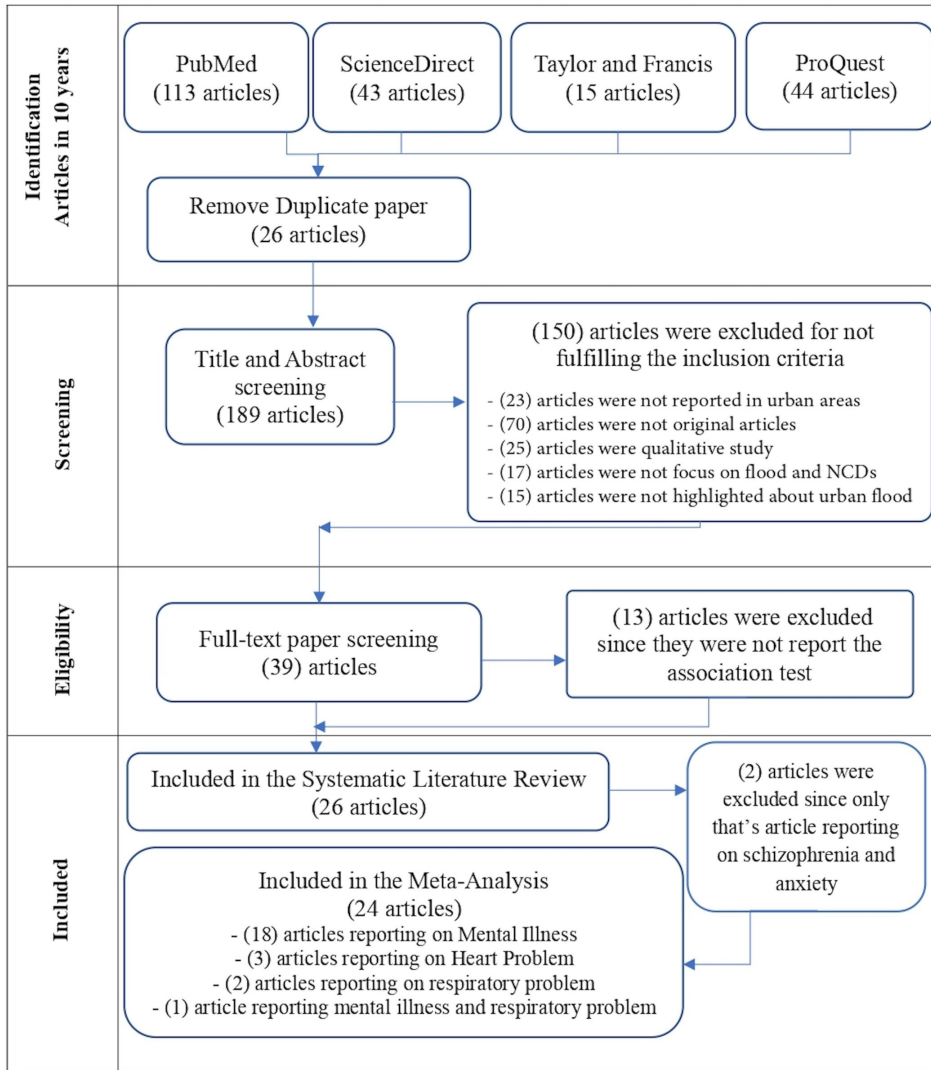 Identification
Articles in 10 years
PubMed
(113 articles)
ScienceDirect
(43 articles)
Taylor and Francis
(15 articles)
ProQuest
(44 articles)
Remove Duplicate paper
(26 articles)
Screening
Title and Abstract
screening
(189 articles)
(150) articles were excluded for not
fulfilling the inclusion criteria
- (23) articles were not reported in urban areas
- (70) articles were not original articles
- (25) articles were qualitative study
- (17) articles were not focus on flood and NCDs
- (15) articles were not highlighted about urban flood
Eligibility
Full-text paper screening
(39) articles
(13) articles were excluded
since they were not report the
association test
Included
Included in the Systematic Literature Review
(26 articles)
(2) articles were
excluded since only
that’s article reporting
on schizophrenia and
anxiety
Included in the Meta-Analysis
(24 articles)
- (18) articles reporting on Mental Illness
- (3) articles reporting on Heart Problem
- (2) articles reporting on respiratory problem
- (1) article reporting mental illness and respiratory problem